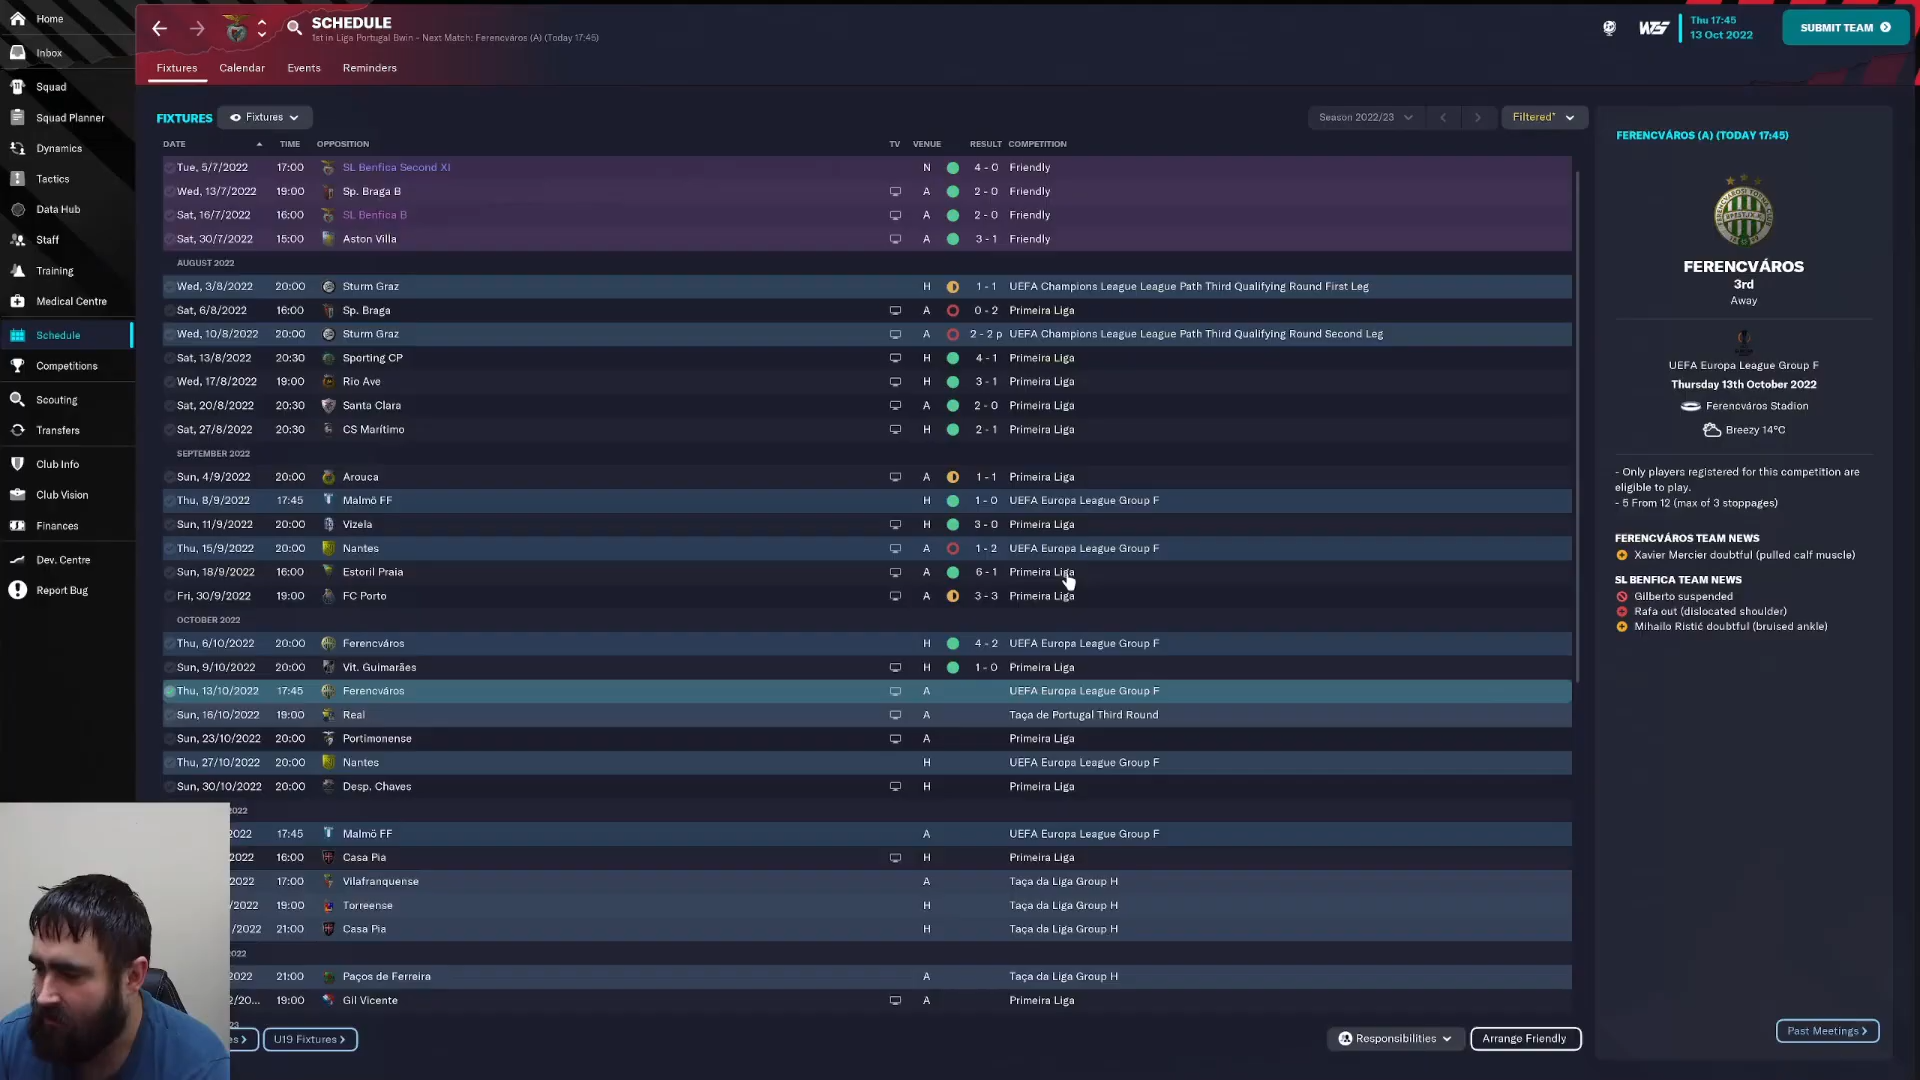 Home
Inbox
Squad
Squad Planner
Dynamics
Tactics
Data Hub
Staff
Training
Medical Centre
Schedule
Competitions
Scouting
Transfers
Club Info
Club Vision
Finances
Dev. Centre
Report Bug
SCHEDULE
1st in Liga Portugal Bwin - Next Match: Ferencváros (A) (Today 17:45)
Thu 17:45
13 Oct 2022
SUBMIT TEAM
Fixtures Calendar Events Reminders
FIXTURES Fixtures Season 2022/23 Filtered*
DATE TIME OPPOSITION TV VENUE RESULT COMPETITION
Tue, 5/7/2022 17:00 SL Benfica Second XI N 4 - 0 Friendly
Wed, 13/7/2022 19:00 Sp. Braga B A 2 - 0 Friendly
Sat, 16/7/2022 16:00 SL Benfica B A 2 - 0 Friendly
Sat, 30/7/2022 15:00 Aston Villa A 3 - 1 Friendly
AUGUST 2022
Wed, 3/8/2022 20:00 Sturm Graz H 1 - 1 UEFA Champions League League Path Third Qualifying Round First Leg
Sat, 6/8/2022 16:00 Sp. Braga A 0 - 2 Primeira Liga
Wed, 10/8/2022 20:00 Sturm Graz A 2 - 2 p UEFA Champions League League Path Third Qualifying Round Second Leg
Sat, 13/8/2022 20:30 Sporting CP H 4 - 1 Primeira Liga
Wed, 17/8/2022 19:00 Rio Ave H 3 - 1 Primeira Liga
Sat, 20/8/2022 20:30 Santa Clara A 2 - 0 Primeira Liga
Sat, 27/8/2022 20:30 CS Marítimo H 2 - 1 Primeira Liga
SEPTEMBER 2022
Sun, 4/9/2022 20:00 Arouca A 1 - 1 Primeira Liga
Thu, 8/9/2022 17:45 Malmö FF H 1 - 0 UEFA Europa League Group F
Sun, 11/9/2022 20:00 Vizela H 3 - 0 Primeira Liga
Thu, 15/9/2022 20:00 Nantes A 1 - 2 UEFA Europa League Group F
Sun, 18/9/2022 16:00 Estoril Praia A 6 - 1 Primeira Liga
Fri, 30/9/2022 19:00 FC Porto A 3 - 3 Primeira Liga
OCTOBER 2022
Thu, 6/10/2022 20:00 Ferencváros H 4 - 2 UEFA Europa League Group F
Sun, 9/10/2022 20:00 Vit. Guimarães H 1 - 0 Primeira Liga
Thu, 13/10/2022 17:45 Ferencváros A UEFA Europa League Group F
Sun, 16/10/2022 19:00 Real A Taça de Portugal Third Round
Sun, 23/10/2022 20:00 Portimonense A Primeira Liga
Thu, 27/10/2022 20:00 Nantes H UEFA Europa League Group F
Sun, 30/10/2022 20:00 Desp. Chaves H Primeira Liga
2022
2022 17:45 Malmö FF A UEFA Europa League Group F
2022 16:00 Casa Pia H Primeira Liga
2022 17:00 Vilafranquense A Taça da Liga Group H
/2022 19:00 Torreense H Taça da Liga Group H
/2022 21:00 Casa Pia H Taça da Liga Group H
2022
2022 21:00 Paços de Ferreira A Taça da Liga Group H
2/20... 19:00 Gil Vicente A Primeira Liga
es U19 Fixtures Responsibilities Arrange Friendly
FERENCVÁROS (A) (TODAY 17:45)
FERENCVÁROS
3rd
Away
UEFA Europa League Group F
Thursday 13th October 2022
Ferencváros Stadion
Breezy 14°C
- Only players registered for this competition are
eligible to play.
- 5 From 12 (max of 3 stoppages)
FERENCVÁROS TEAM NEWS
Xavier Mercier doubtful (pulled calf muscle)
SL BENFICA TEAM NEWS
Gilberto suspended
Rafa out (dislocated shoulder)
Mihailo Ristić doubtful (bruised ankle)
Past Meetings